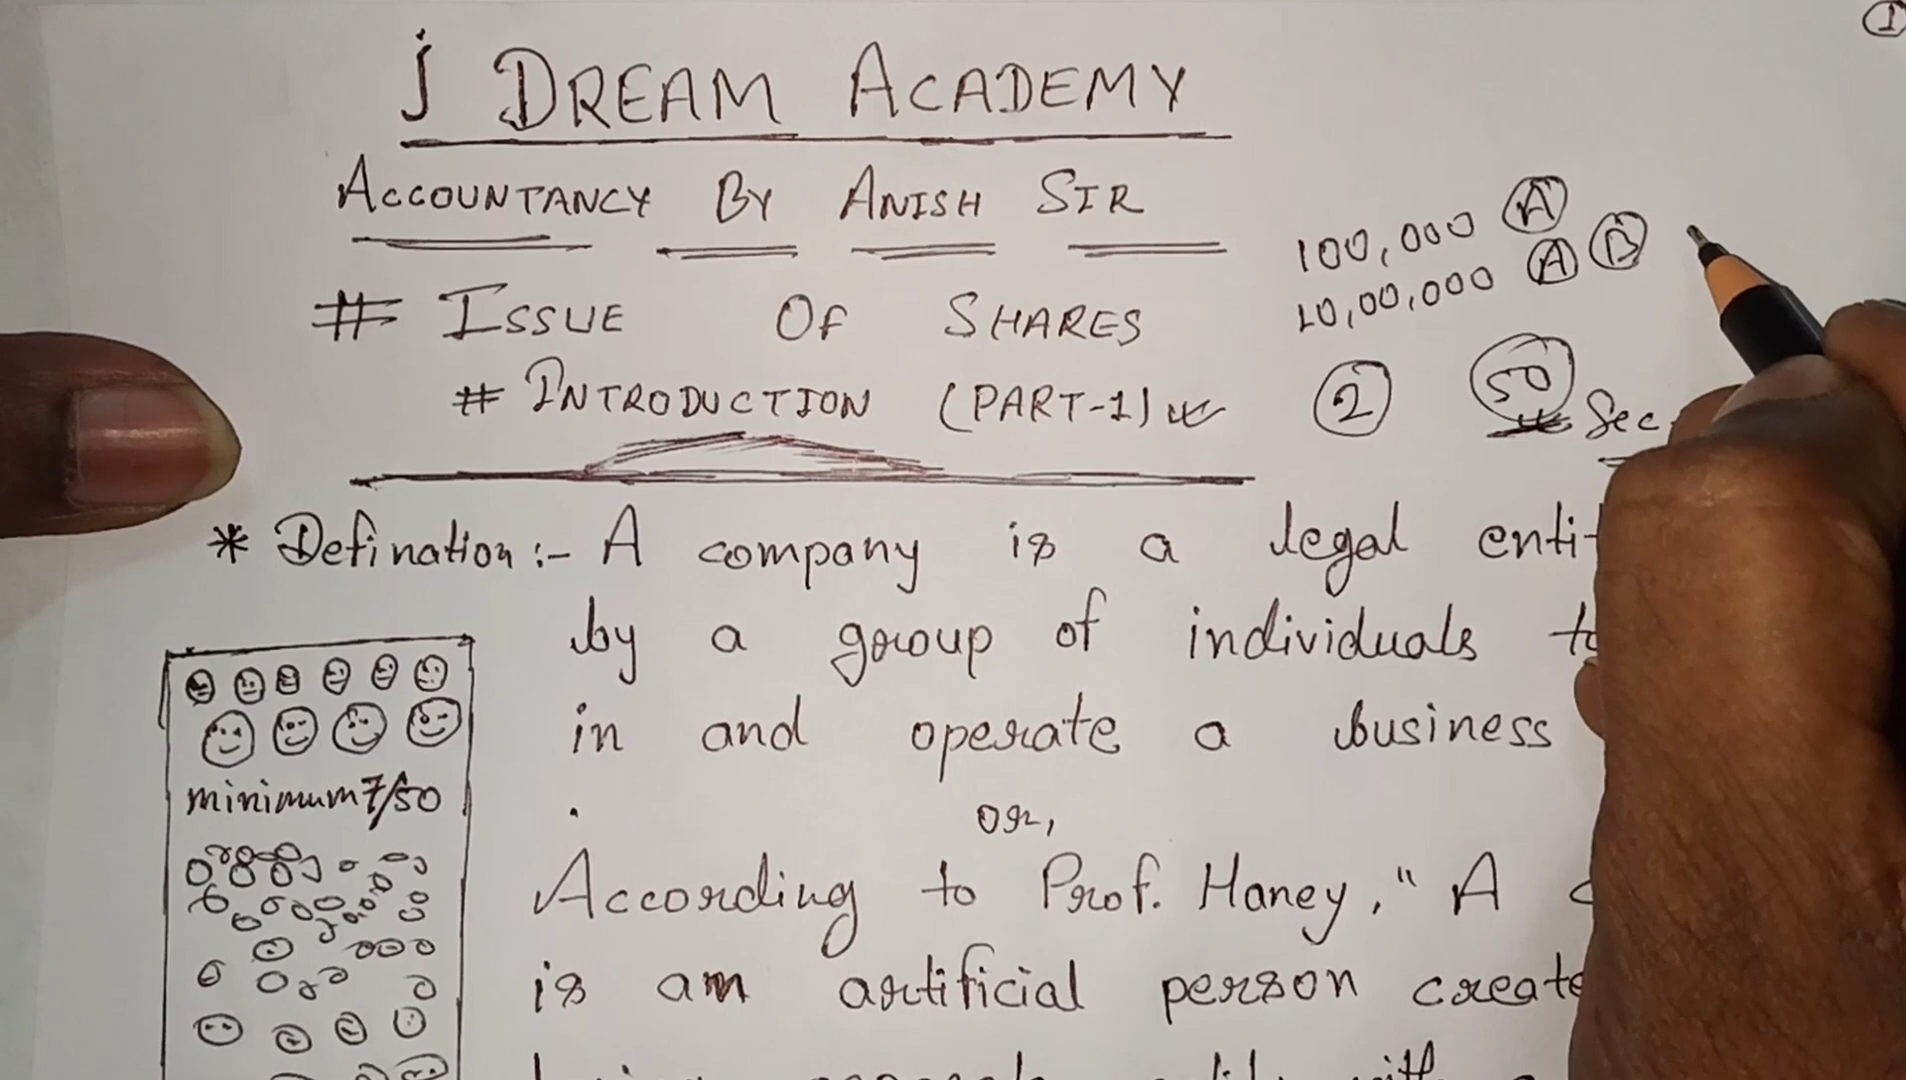 1
j DREAM ACADEMY
ACCOUNTANCY BY ANISH SIR
100,000 A
10,00,000 A B
# ISSUE OF SHARES
# INTRODUCTION (PART-1)
2 50 Sec
* Defination :- A company is a legal enti
by a group of individuals to
in and operate a business
minimum 7/50
or,
According to Prof. Haney, " A
is an artificial person create